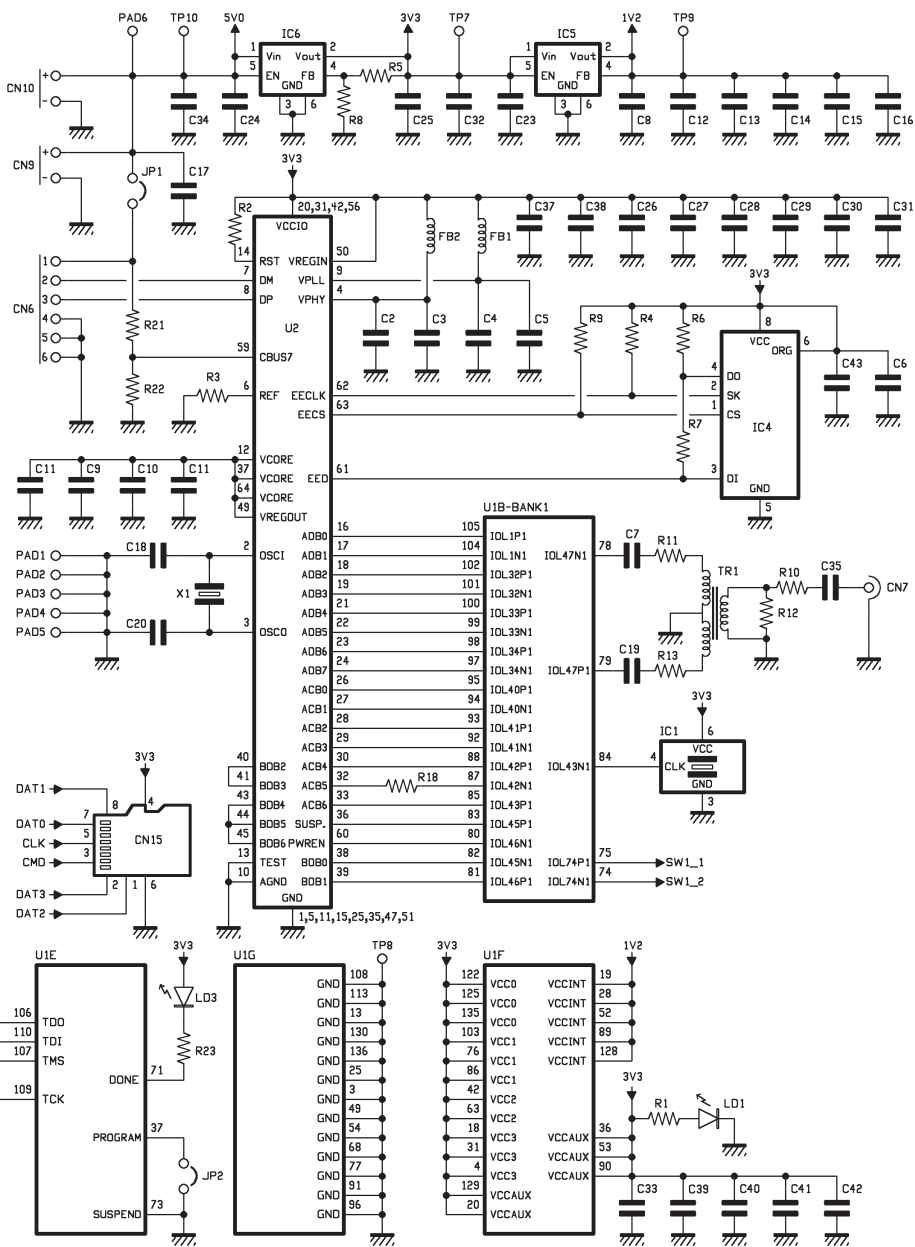 PAD6 TP10 5V0 3V3 TP7 1V2 TP9
IC6 IC5
1 Vin Vout 2
5 EN FB 4
GND
3 6
1 Vin Vout 2
5 EN FB 4
GND
3 6
CN10 + -
R5 R8
C34 C24 C25 C32 C23 C8 C12 C13 C14 C15 C16
CN9 + -
JP1 C17
3V3
R2 20,31,42,56
VCCIO
C37 C38 C26 C27 C28 C29 C30 C31
FB2 FB1
14 RST VREGIN 50
7 DM VPLL 9
8 DP VPHY 4
U2
CN6 1 2 3 4 5 6
R21
R22
59 CBUS7
C2 C3 C4 C5
R9 R4 R6
3V3
8
VCC
ORG 6
4 DO
2 SK
1 CS
IC4
3 DI
GND
5
C43 C6
R7
R3 6 REF EECLK 62
EECS 63
12 VCORE
37 VCORE EED 61
64 VCORE
49 VREGOUT
C11 C9 C10 C11
U1B-BANK1
ADB0 16 105 IOL1P1
ADB1 17 104 IOL1N1
ADB2 18 102 IOL32P1
ADB3 19 101 IOL32N1
ADB4 21 100 IOL33P1
ADB5 22 99 IOL33N1
ADB6 23 98 IOL34P1
ADB7 24 97 IOL34N1
ACB0 26 95 IOL40P1
ACB1 27 94 IOL40N1
ACB2 28 93 IOL41P1
ACB3 29 92 IOL41N1
ACB4 30 88 IOL42P1
ACB5 32 R18 87 IOL42N1
ACB6 33 85 IOL43P1
SUSP. 36 83 IOL45P1
PWREN 60 80 IOL46N1
BDB0 38 82 IOL45N1
BDB1 39 81 IOL46P1
PAD1
PAD2
PAD3
PAD4
PAD5
C18 2 OSCI
X1
C20 3 OSCO
40 BDB2
41 BDB3
43 BDB4
44 BDB5
45 BDB6
13 TEST
10 AGND
GND
1,5,11,15,25,35,47,51
IOL47N1 78 C7 R11
TR1
R10 C35 CN7
R12
IOL47P1 79 C19 R13
3V3
IC1 6
VCC
IOL43N1 84 4 CLK
GND
3
IOL74P1 75 SW1_1
IOL74N1 74 SW1_2
3V3
DAT1 8 4
DAT0 7
CLK 5 CN15
CMD 3
DAT3 2 1 6
DAT2
U1E
3V3
LD3
R23
106 TDO
110 TDI
107 TMS
109 TCK
DONE 71
PROGRAM 37
JP2
SUSPEND 73
U1G TP8
GND 108
GND 113
GND 13
GND 130
GND 136
GND 25
GND 3
GND 49
GND 54
GND 68
GND 77
GND 91
GND 96
3V3 U1F 1V2
122 VCC0 VCCINT 19
125 VCC0 VCCINT 28
135 VCC0 VCCINT 52
103 VCC1 VCCINT 89
76 VCC1 VCCINT 128
86 VCC1
42 VCC2
63 VCC2
18 VCC3 VCCAUX 36
31 VCC3 VCCAUX 53
4 VCC3 VCCAUX 90
129 VCCAUX
20 VCCAUX
3V3
R1 LD1
C33 C39 C40 C41 C42